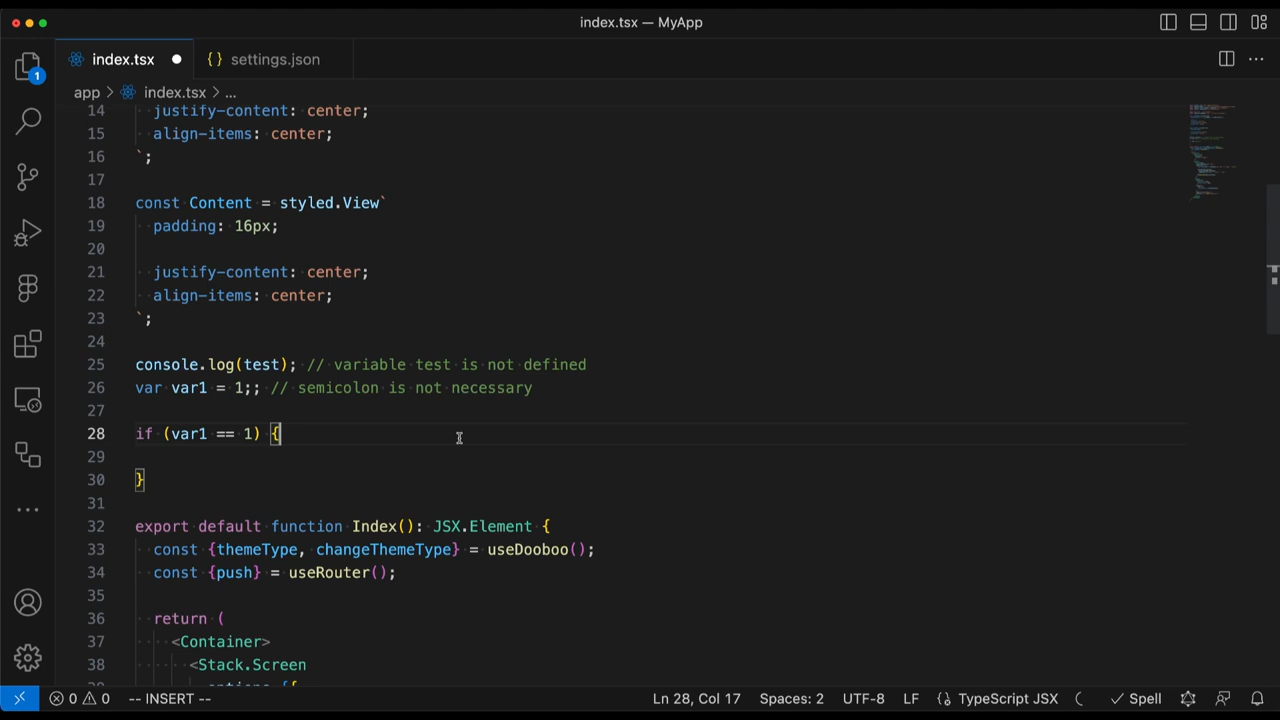 index.tsx — MyApp
index.tsx
{} settings.json
1
app > index.tsx > ...
14 justify-content: center;
15 align-items: center;
16 `;
17
18 const Content = styled.View`
19 padding: 16px;
20
21 justify-content: center;
22 align-items: center;
23 `;
24
25 console.log(test); // variable test is not defined
26 var var1 = 1;; // semicolon is not necessary
27
28 if (var1 == 1) {
29
30 }
31
32 export default function Index(): JSX.Element {
33 const {themeType, changeThemeType} = useDooboo();
34 const {push} = useRouter();
35
36 return (
37 <Container>
38 <Stack.Screen
0 0 -- INSERT -- Ln 28, Col 17 Spaces: 2 UTF-8 LF {} TypeScript JSX Spell